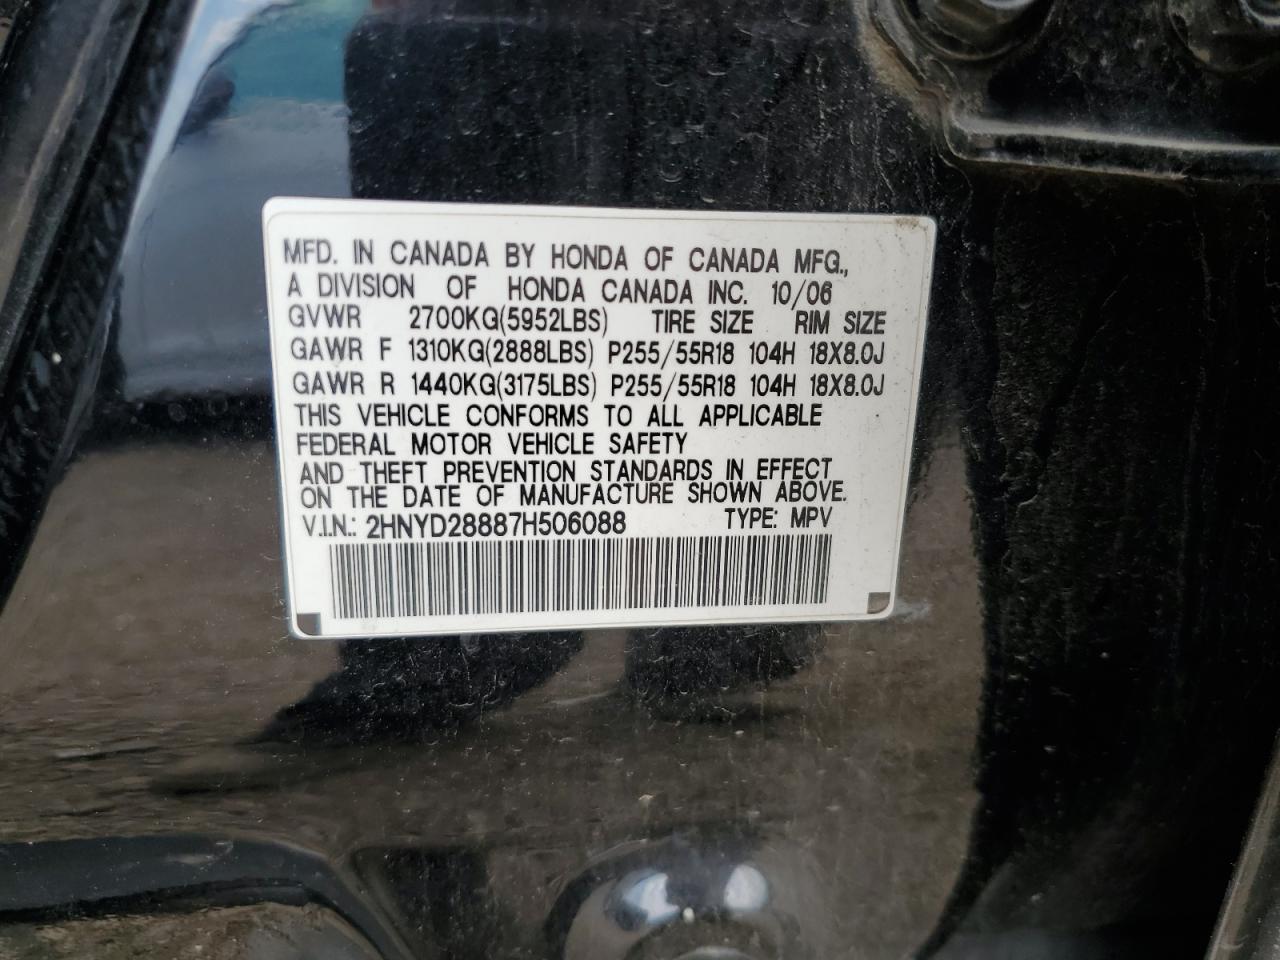 MFD. IN CANADA BY HONDA OF CANADA MFG.,
A DIVISION OF HONDA CANADA INC. 10/06
GVWR 2700KG(5952LBS) TIRE SIZE RIM SIZE
GAWR F 1310KG(2888LBS) P255/55R18 104H 18X8.0J
GAWR R 1440KG(3175LBS) P255/55R18 104H 18X8.0J
THIS VEHICLE CONFORMS TO ALL APPLICABLE
FEDERAL MOTOR VEHICLE SAFETY
AND THEFT PREVENTION STANDARDS IN EFFECT
ON THE DATE OF MANUFACTURE SHOWN ABOVE.
V.I.N.: 2HNYD28887H506088 TYPE: MPV